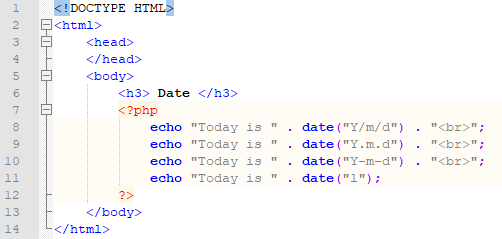 1 <!DOCTYPE HTML>
2 <html>
3 <head>
4 </head>
5 <body>
6 <h3> Date </h3>
7 <?php
8 echo "Today is " . date("Y/m/d") . "<br>";
9 echo "Today is " . date("Y.m.d") . "<br>";
10 echo "Today is " . date("Y-m-d") . "<br>";
11 echo "Today is " . date("l");
12 ?>
13 </body>
14 </html>